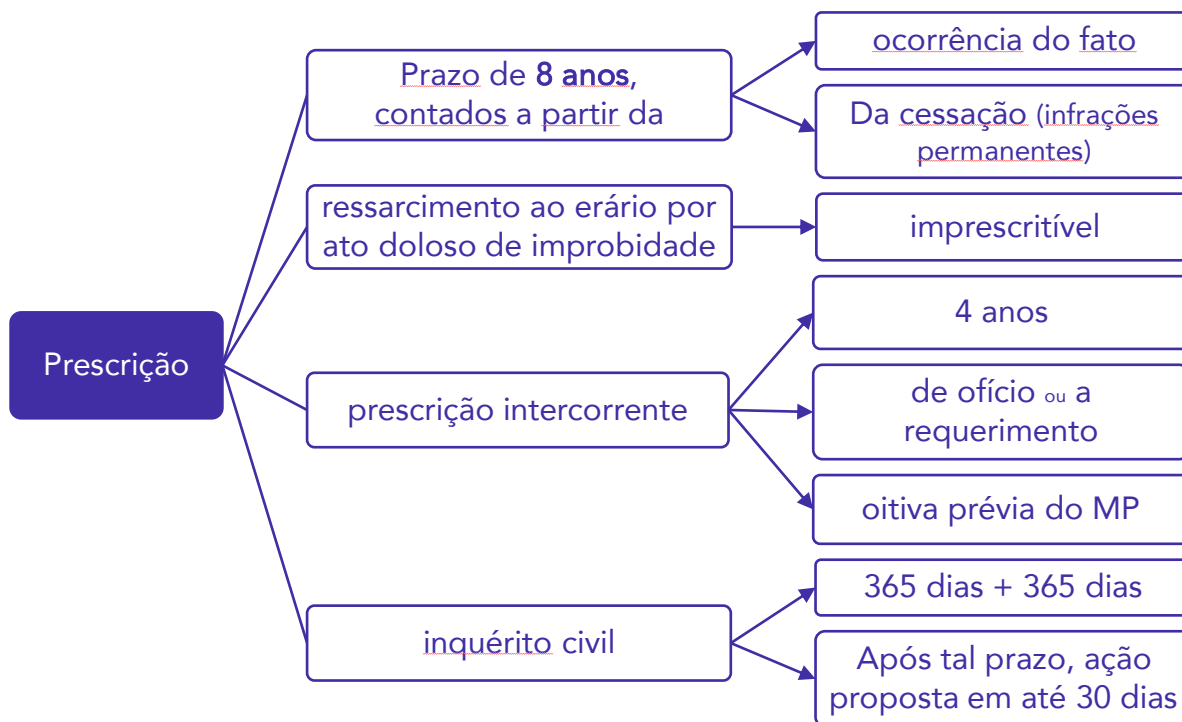 Prescrição
Prazo de 8 anos,
contados a partir da
ocorrência do fato
Da cessação (infrações
permanentes)
ressarcimento ao erário por
ato doloso de improbidade
imprescritível
prescrição intercorrente
4 anos
de ofício ou a
requerimento
oitiva prévia do MP
inquérito civil
365 dias + 365 dias
Após tal prazo, ação
proposta em até 30 dias